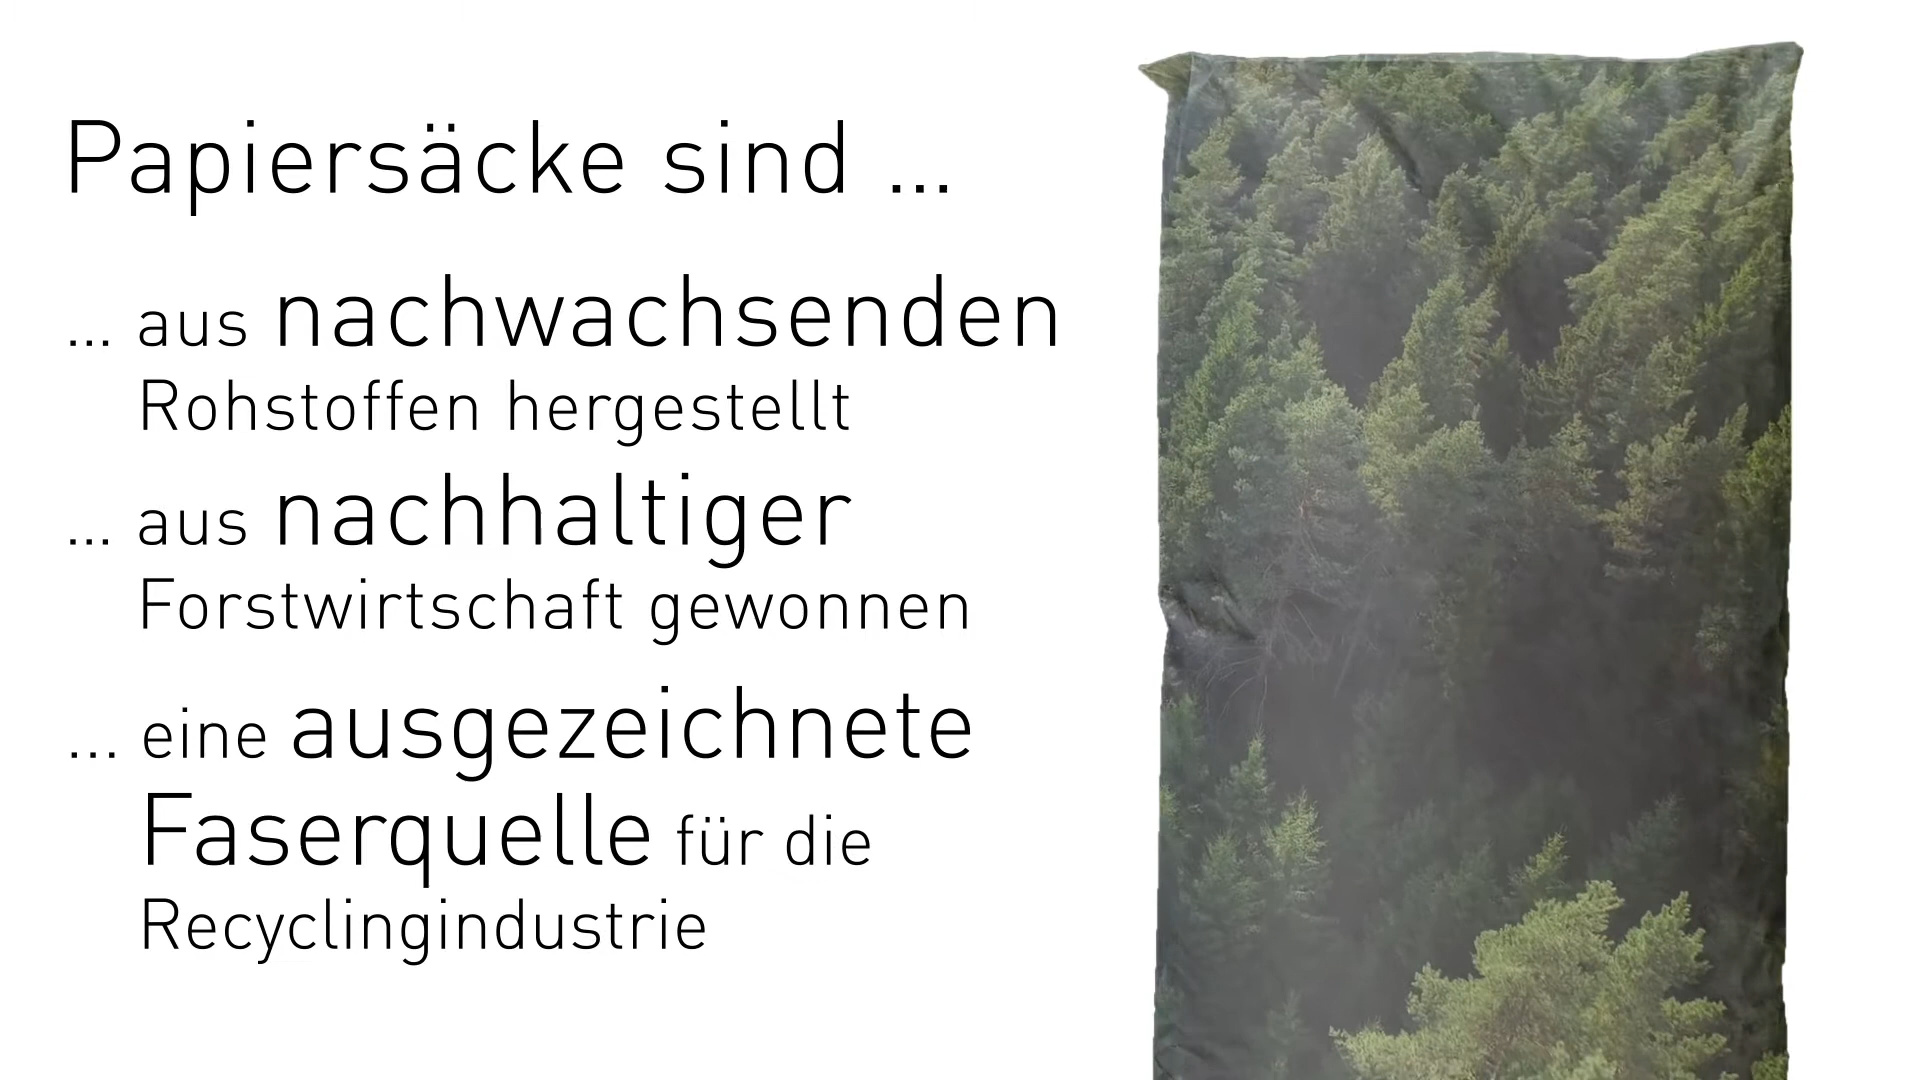 Papiersäcke sind ...
... aus nachwachsenden
Rohstoffen hergestellt
... aus nachhaltiger
Forstwirtschaft gewonnen
... eine ausgezeichnete
Faserquelle für die
Recyclingindustrie